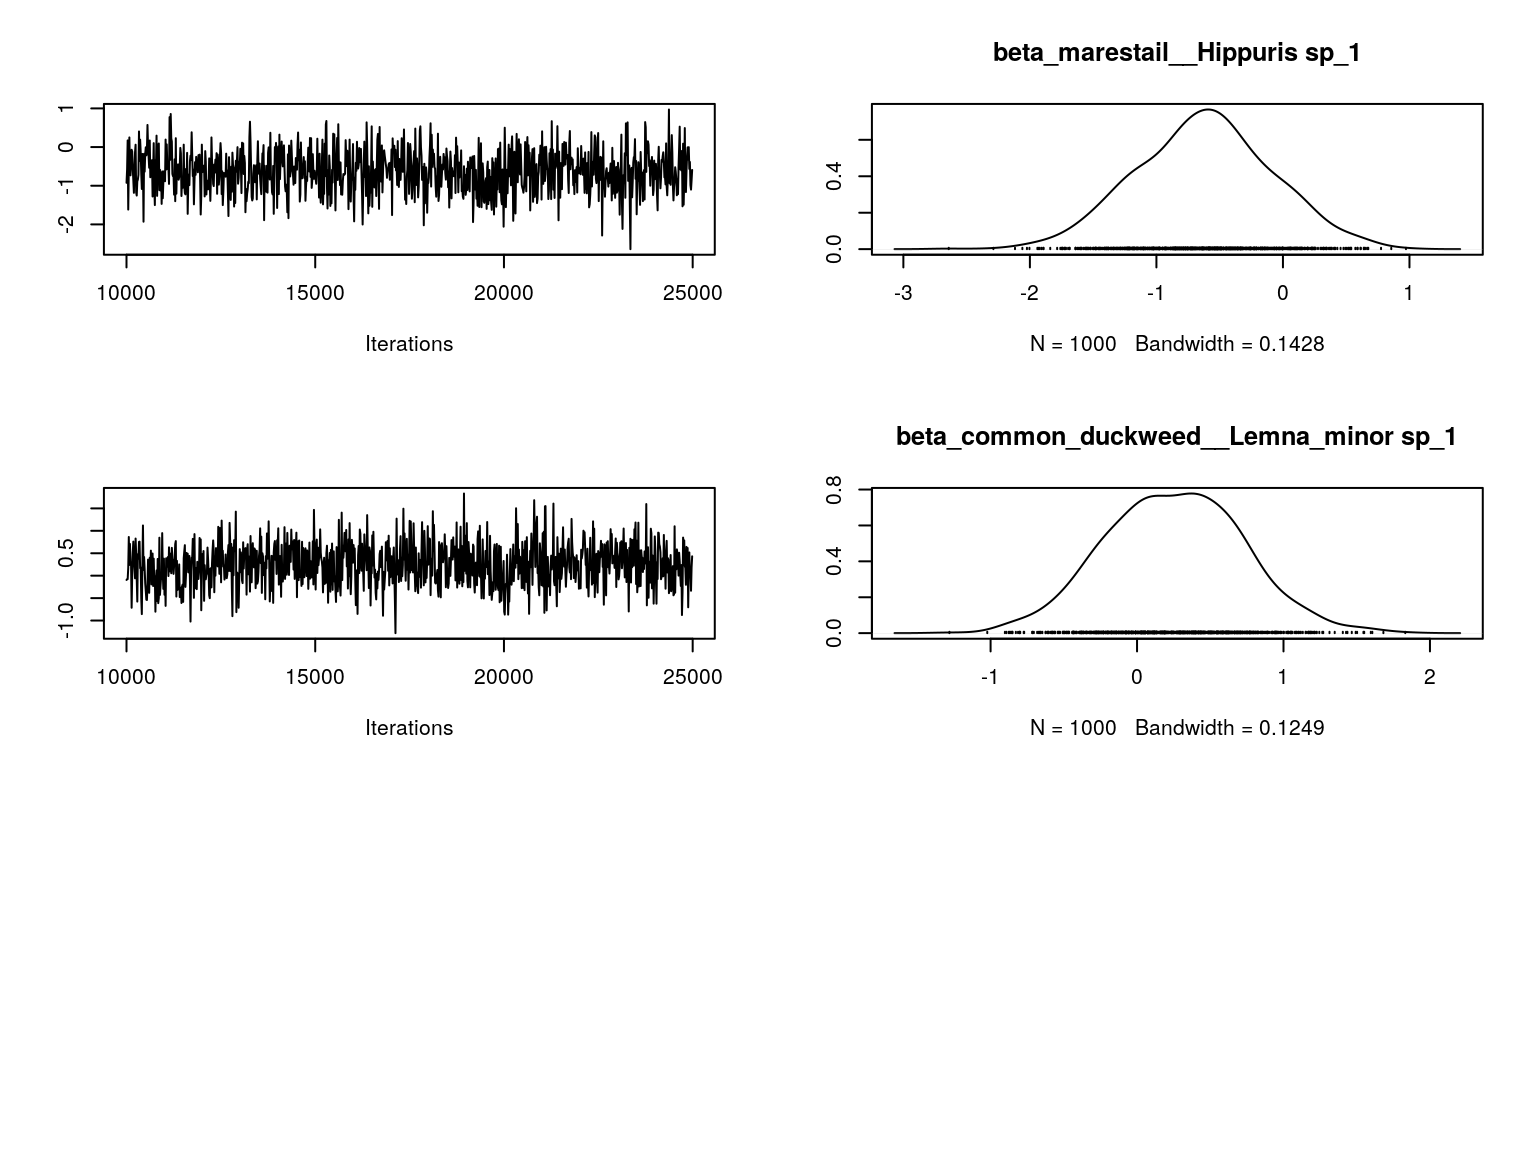 beta_marestail__Hippuris sp_1
1
0
-1
-2
10000 15000 20000 25000
Iterations
0.4
0.0
-3 -2 -1 0 1
N = 1000 Bandwidth = 0.1428
beta_common_duckweed__Lemna_minor sp_1
0.5
-1.0
10000 15000 20000 25000
Iterations
0.8
0.4
0.0
-1 0 1 2
N = 1000 Bandwidth = 0.1249